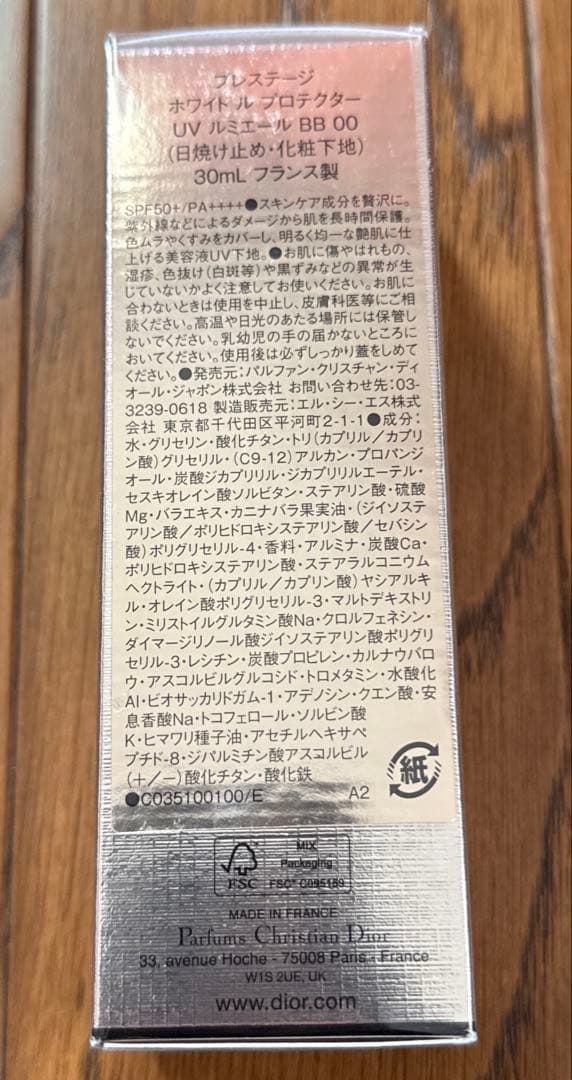 プレステージ
ホワイト ル プロテクター
UV ルミエール BB 00
(日焼け止め・化粧下地)
30mL フランス製
SPF50+/PA++++●スキンケア成分を贅沢に。
紫外線などによるダメージから肌を長時間保護。
色ムラやくすみをカバーし、明るく均一な艶肌に仕
上げる美容液UV下地。●お肌に傷やはれもの、
湿疹、色抜け(白斑等)や黒ずみなどの異常が生
じていないかよく注意してお使いください。お肌に
合わないときは使用を中止し、皮膚科医等にご相
談ください。高温や日光のあたる場所には保管し
ないでください。乳幼児の手の届かないところに
おいてください。使用後は必ずしっかり蓋をしめて
ください。●発売元:パルファン・クリスチャン・ディ
オール・ジャポン株式会社 お問い合わせ先:03-
3239-0618 製造販売元:エル・シー・エス株式
会社 東京都千代田区平河町2-1-1●成分:
水・グリセリン・酸化チタン・トリ(カプリル/カプリ
ン酸)グリセリル・(C9-12)アルカン・プロパンジ
オール・炭酸ジカプリリル・ジカプリリルエーテル・
セスキオレイン酸ソルビタン・ステアリン酸・硫酸
Mg・バラエキス・カニナバラ果実油・(ジイソステ
アリン酸/ポリヒドロキシステアリン酸/セバシン
酸)ポリグリセリル-4・香料・アルミナ・炭酸Ca・
ポリヒドロキシステアリン酸・ステアラルコニウム
ヘクトライト・(カプリル/カプリン酸)ヤシアルキ
ル・オレイン酸ポリグリセリル-3・マルトデキストリ
ン・ミリストイルグルタミン酸Na・クロルフェネシン・
ダイマージリノール酸ジイソステアリン酸ポリグリ
セリル-3・レシチン・炭酸プロピレン・カルナウバロ
ウ・アスコルビルグルコシド・トロメタミン・水酸化
Al・ビオサッカリドガム-1・アデノシン・クエン酸・安
息香酸Na・トコフェロール・ソルビン酸
K・ヒマワリ種子油・アセチルヘキサペ
プチド-8・ジパルミチン酸アスコルビル
(+/−)酸化チタン・酸化鉄
●C035100100/E A2
紙
FSC
MIX
Packaging
FSC® C095169
MADE IN FRANCE
Parfums Christian Dior
33, avenue Hoche - 75008 Paris - France
W1S 2UE, UK
www.dior.com